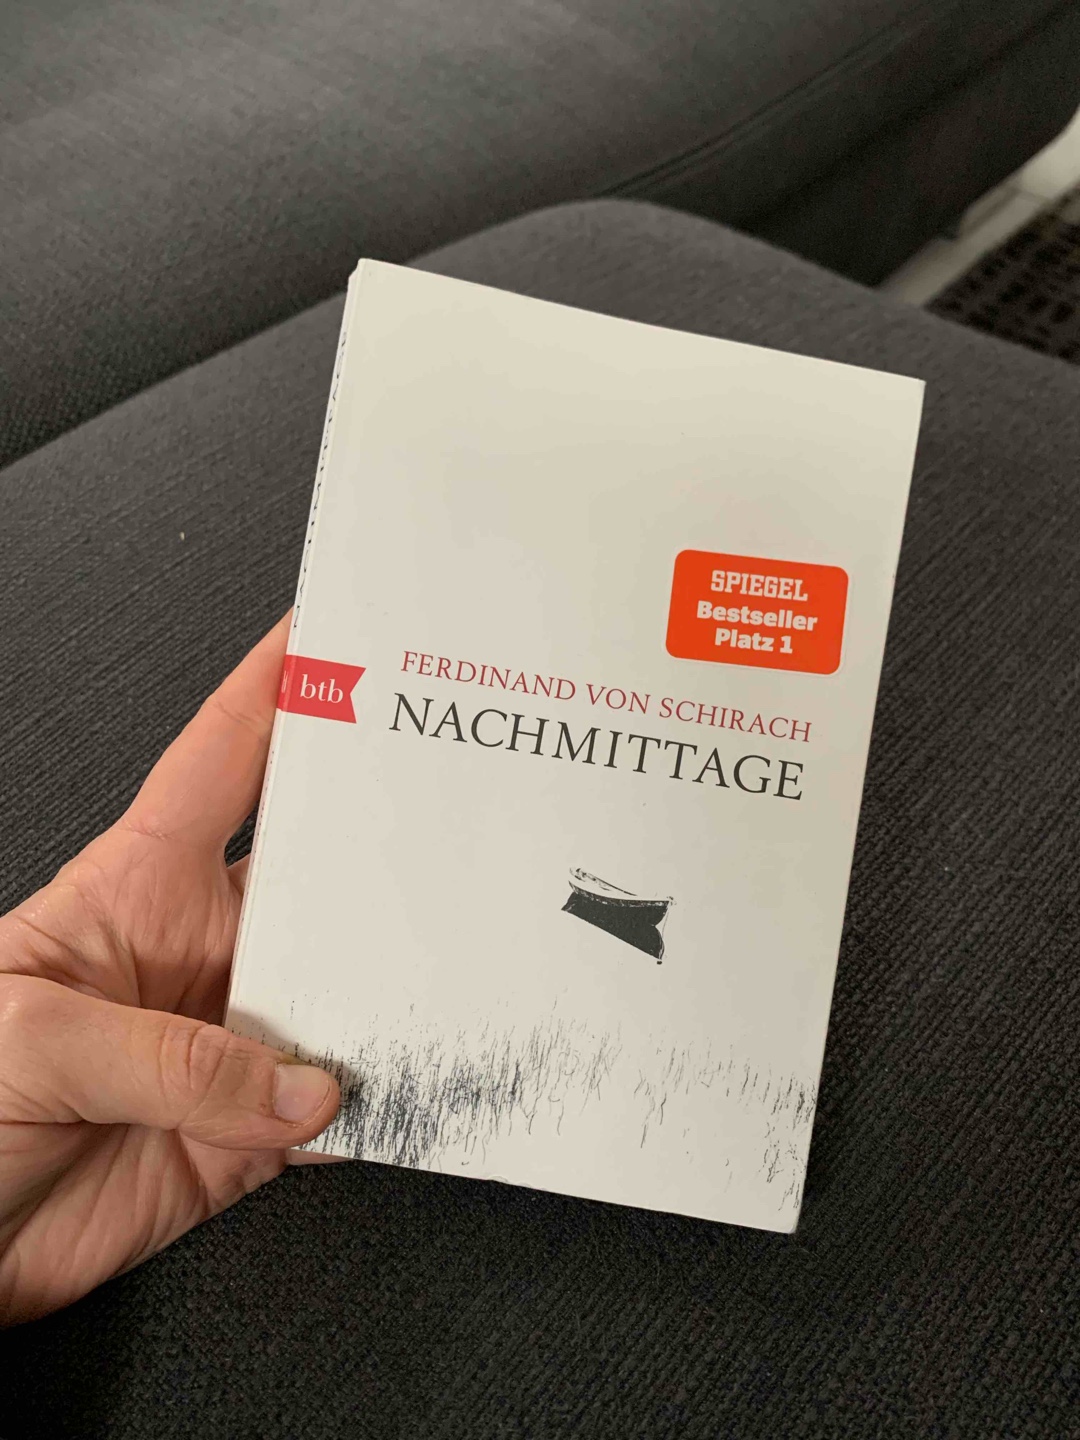 SPIEGEL
Bestseller
Platz 1
btb
FERDINAND VON SCHIRACH
NACHMITTAGE